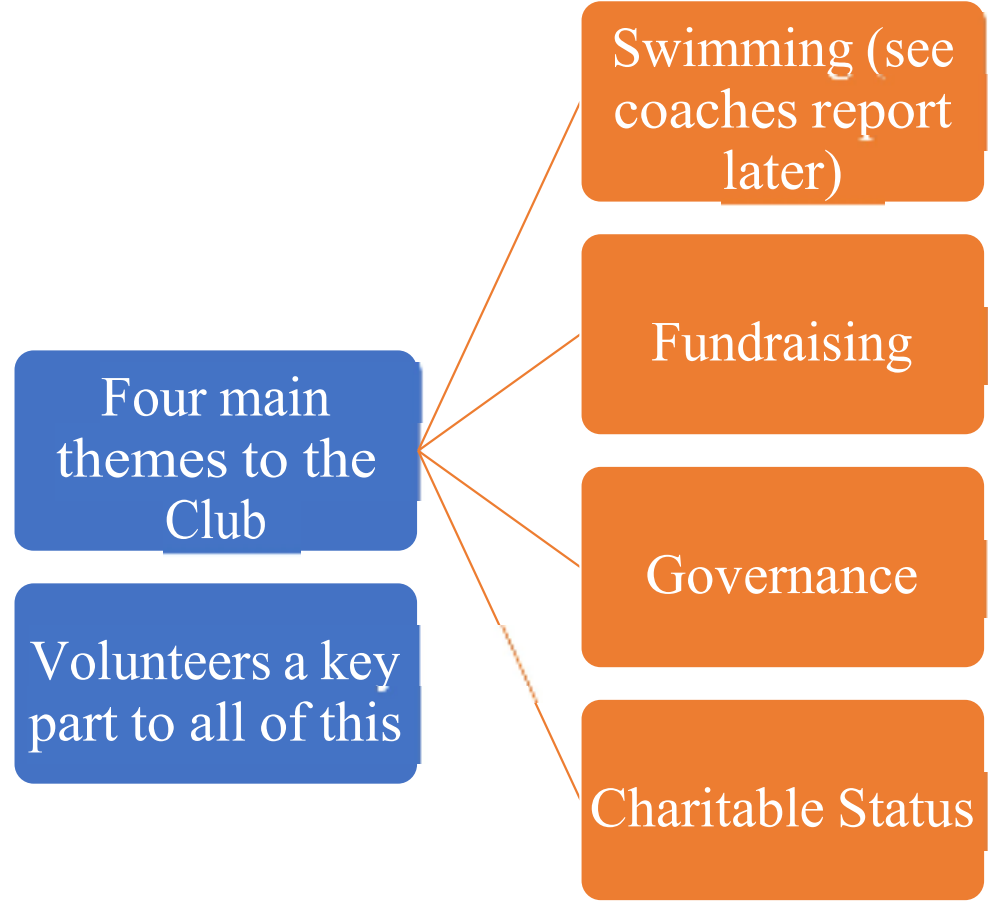 Four main
themes to the
Club
Volunteers a key
part to all of this
Swimming (see
coaches report
later)
Fundraising
Governance
Charitable Status